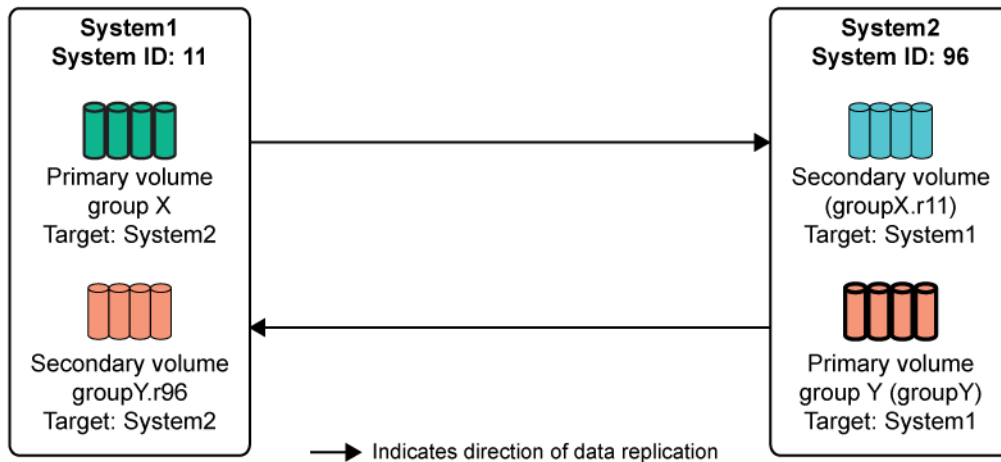 System1
System ID: 11
Primary volume
group X
Target: System2
Secondary volume
groupY.r96
Target: System2
System2
System ID: 96
Secondary volume
(groupX.r11)
Target: System1
Primary volume
group Y (groupY)
Target: System1
Indicates direction of data replication